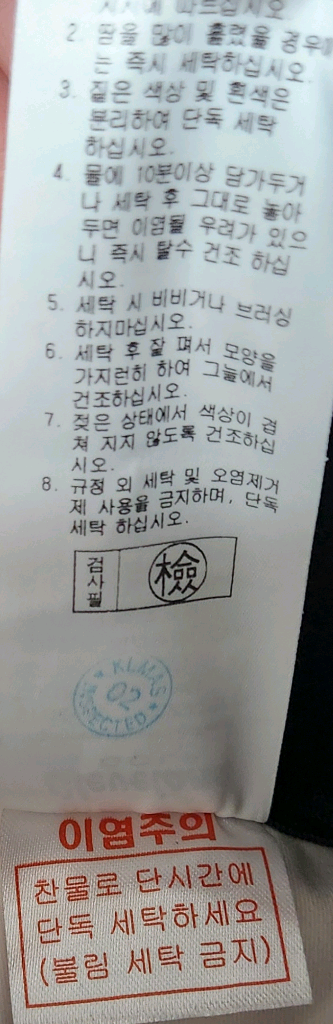 따르십시오.
2. 땀을 많이 흘렸을 경우에
는 즉시 세탁하십시오.
3. 짙은 색상 및 흰색은
분리하여 단독 세탁
하십시오.
4. 물에 10분이상 담가두거
나 세탁 후 그대로 놓아
두면 이염될 우려가 있으
니 즉시 탈수 건조 하십
시오.
5. 세탁 시 비비거나 브러싱
하지마십시오.
6. 세탁 후 잘 펴서 모양을
가지런히 하여 그늘에서
건조하십시오.
7. 젖은 상태에서 색상이 겹
쳐 지지 않도록 건조하십
시오.
8. 규정 외 세탁 및 오염제거
제 사용을 금지하며, 단독
세탁 하십시오.
검사필 檢
KLMAS
02
INSPECTED
이염주의
찬물로 단시간에
단독 세탁하세요
(불림 세탁 금지)